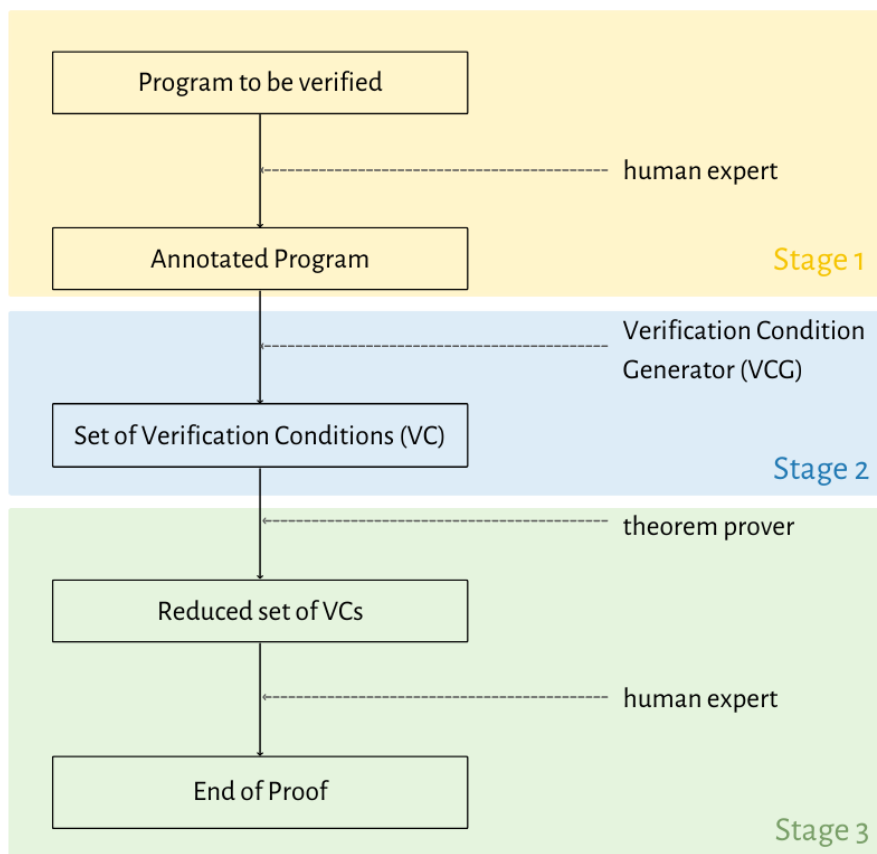 Program to be verified
human expert
Annotated Program
Stage 1
Verification Condition
Generator (VCG)
Set of Verification Conditions (VC)
Stage 2
theorem prover
Reduced set of VCs
human expert
End of Proof
Stage 3